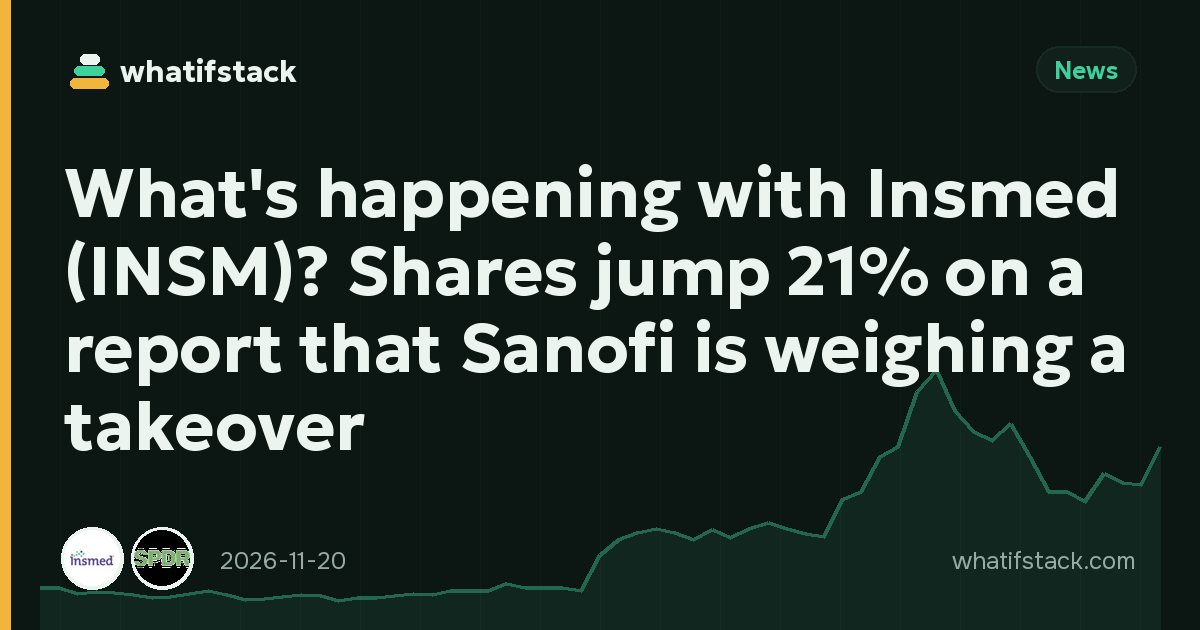 whatifstack
News
What's happening with Insmed
(INSM)? Shares jump 21% on a
report that Sanofi is weighing a
takeover
insmed
SPDR
2026-11-20
whatifstack.com